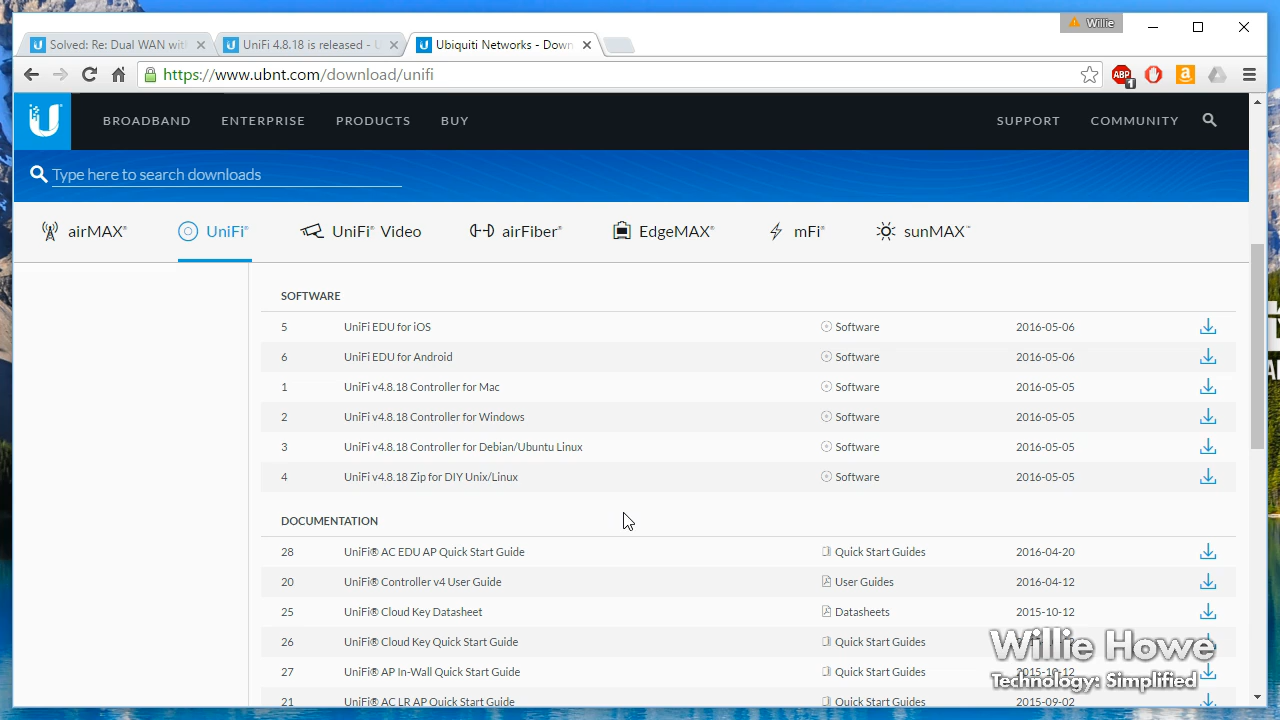 Willie
Solved: Re: Dual WAN with
UniFi 4.8.18 is released - U
Ubiquiti Networks - Down
https://www.ubnt.com/download/unifi
ABP
1
BROADBAND ENTERPRISE PRODUCTS BUY SUPPORT COMMUNITY
Type here to search downloads
airMAX® UniFi® UniFi® Video airFiber® EdgeMAX® mFi® sunMAX™
SOFTWARE
5 UniFi EDU for iOS Software 2016-05-06
6 UniFi EDU for Android Software 2016-05-06
1 UniFi v4.8.18 Controller for Mac Software 2016-05-05
2 UniFi v4.8.18 Controller for Windows Software 2016-05-05
3 UniFi v4.8.18 Controller for Debian/Ubuntu Linux Software 2016-05-05
4 UniFi v4.8.18 Zip for DIY Unix/Linux Software 2016-05-05
DOCUMENTATION
28 UniFi® AC EDU AP Quick Start Guide Quick Start Guides 2016-04-20
20 UniFi® Controller v4 User Guide User Guides 2016-04-12
25 UniFi® Cloud Key Datasheet Datasheets 2015-10-12
26 UniFi® Cloud Key Quick Start Guide Quick Start Guides
27 UniFi® AP In-Wall Quick Start Guide Quick Start Guides
21 UniFi® AC LR AP Quick Start Guide Quick Start Guides 2015-09-02
Willie Howe
Technology: Simplified